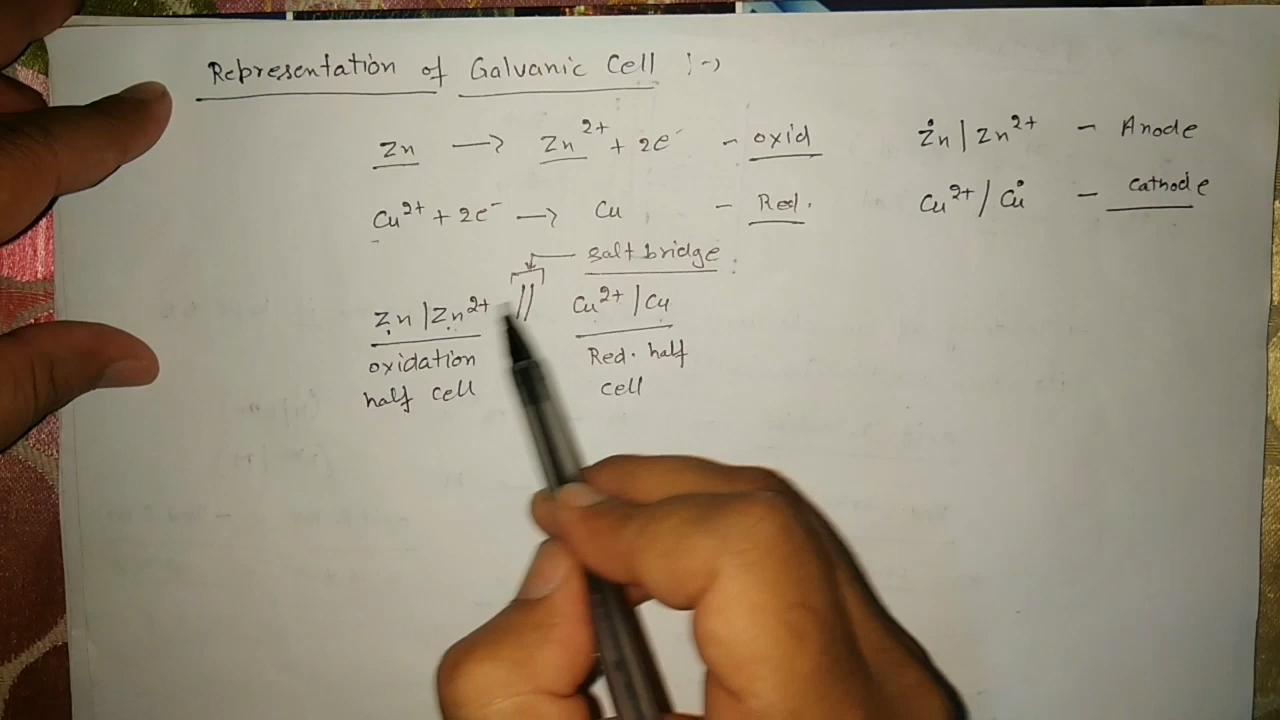 Representation of Galvanic Cell :->
Zn —> Zn²⁺ + 2e⁻ - oxid Zn | Zn²⁺ - Anode
Cu²⁺ + 2e⁻ —> Cu - Red. Cu²⁺ / Cu - Cathode
salt bridge
Zn | Zn²⁺ // Cu²⁺ | Cu
oxidation Red. half
half cell cell